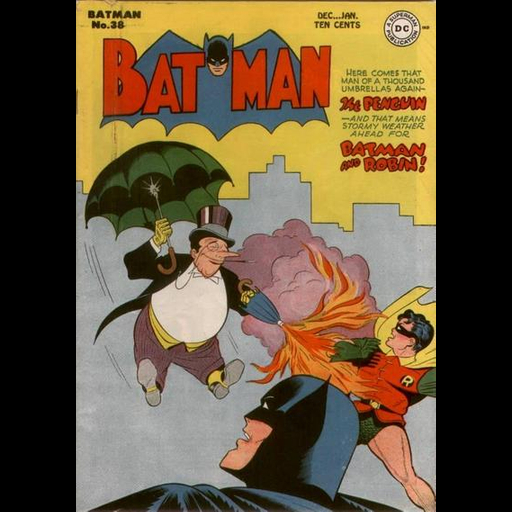 BATMAN
No.38
DEC...JAN.
TEN CENTS
A SUPERMAN
DC
PUBLICATION
BATMAN
HERE COMES THAT
MAN OF A THOUSAND
UMBRELLAS AGAIN-
The PENGUIN
-AND THAT MEANS
STORMY WEATHER
AHEAD FOR
BATMAN
AND ROBIN!
R